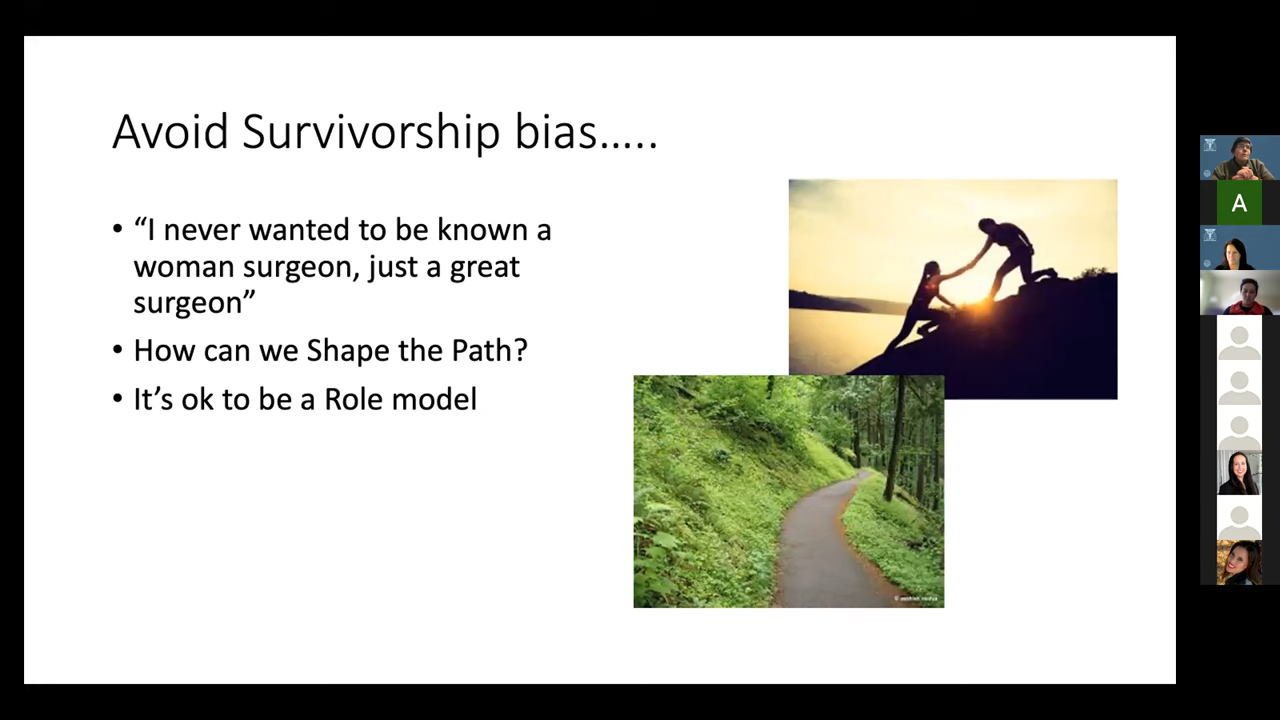 Avoid Survivorship bias.....
• “I never wanted to be known a
woman surgeon, just a great
surgeon”
• How can we Shape the Path?
• It’s ok to be a Role model
A